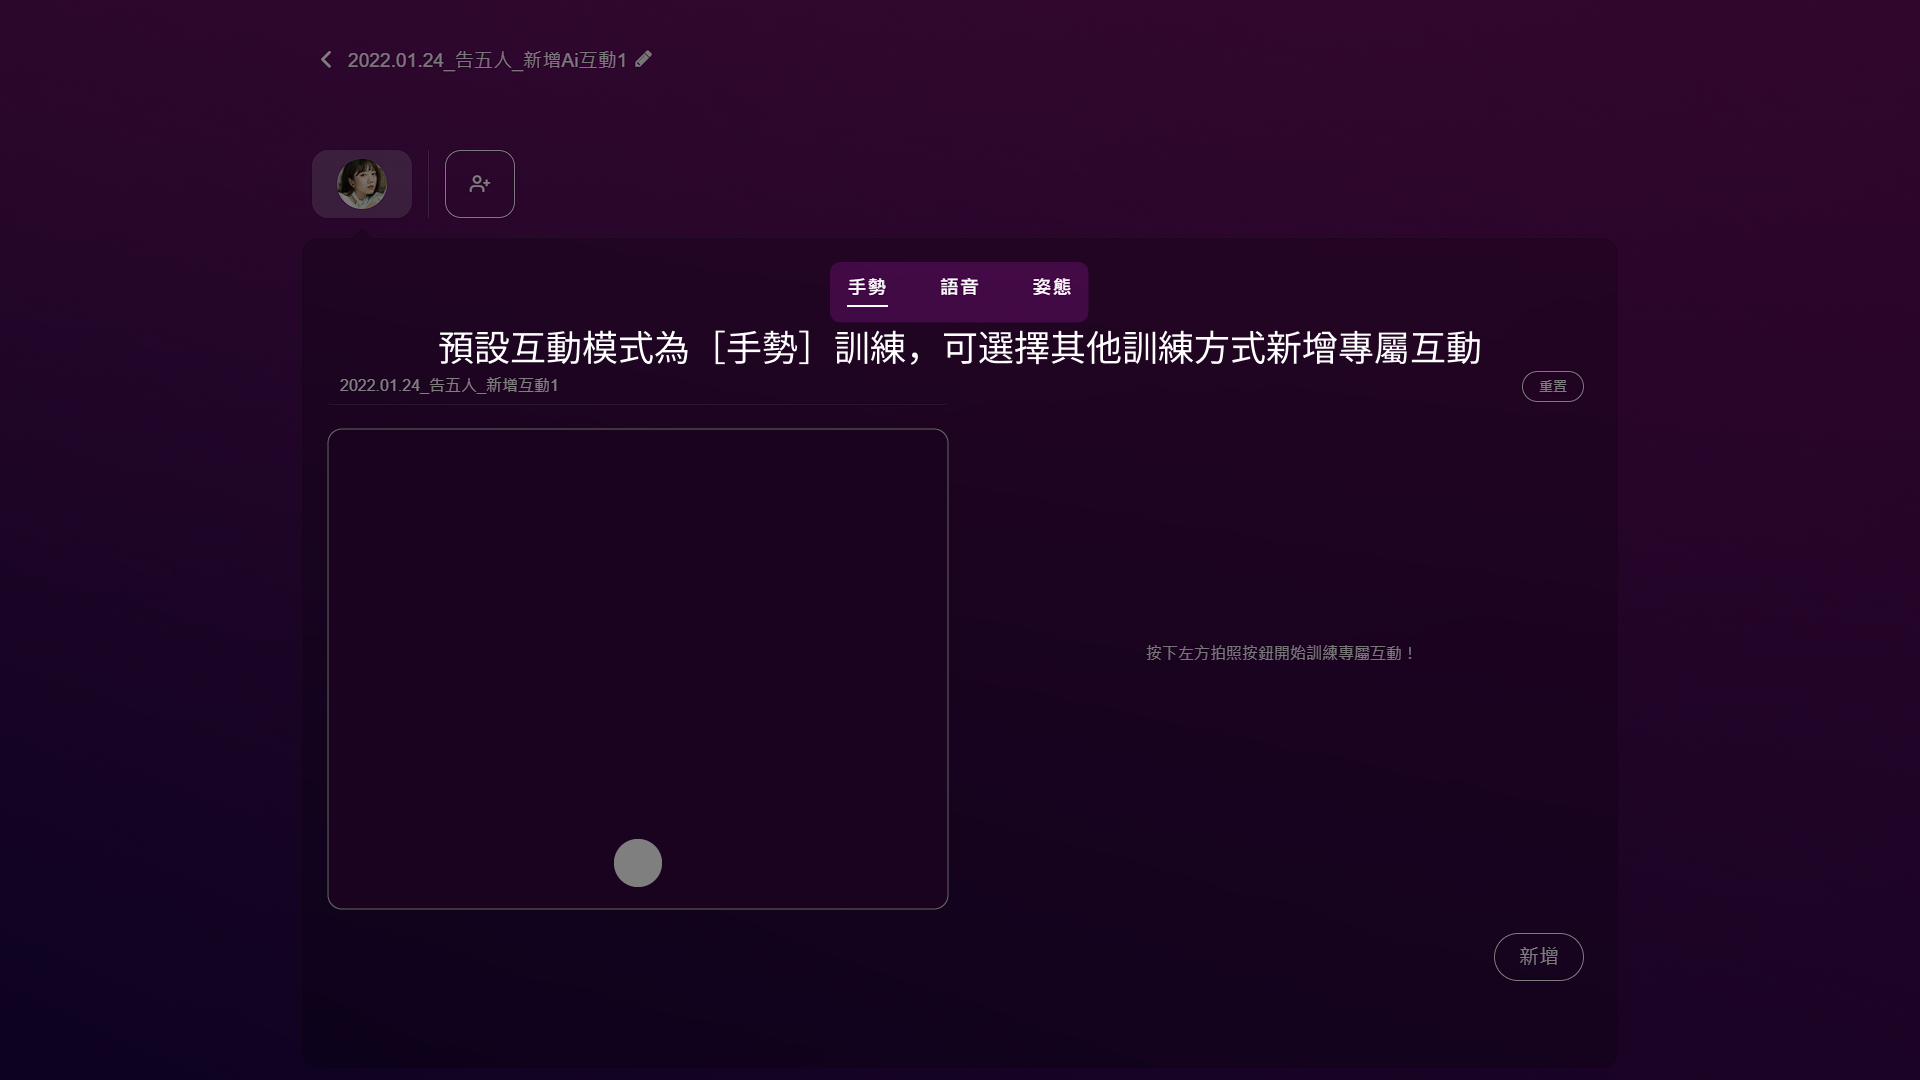 2022.01.24_告五人_新增Ai互動1
手勢 語音 姿態
預設互動模式為［手勢］訓練，可選擇其他訓練方式新增專屬互動
2022.01.24_告五人_新增互動1
重置
按下左方拍照按鈕開始訓練專屬互動！
新增